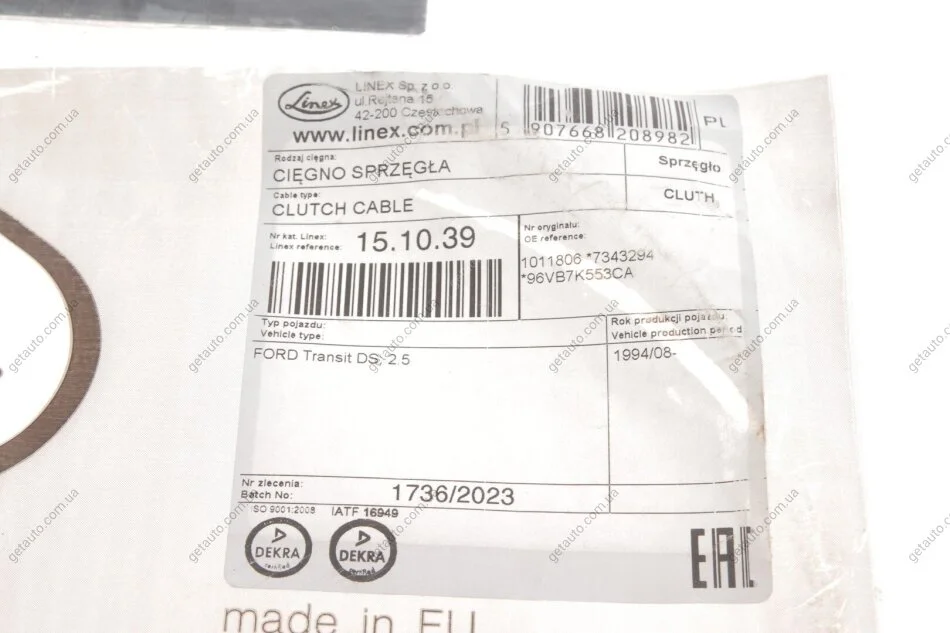 Linex
LINEX Sp. z o.o.
ul.Rejtana 15
42-200 Częstochowa
www.linex.com.pl
5 907668 208982
PL
Rodzaj cięgna:
CIĘGNO SPRZĘGŁA
Sprzęgło
Cable type:
CLUTCH CABLE
CLUTH
Nr kat. Linex:
Linex reference:
15.10.39
Nr oryginału:
OE reference:
1011806 *7343294
*96VB7K553CA
Typ pojazdu:
Vehicle type:
FORD Transit DS; 2.5
Rok produkcji pojazdu:
Vehicle production period
1994/08-
Nr zlecenia:
Batch No:
1736/2023
ISO 9001:2008
IATF 16949
DEKRA
certified
DEKRA
certified
EAC
made in EU
getauto.com.ua